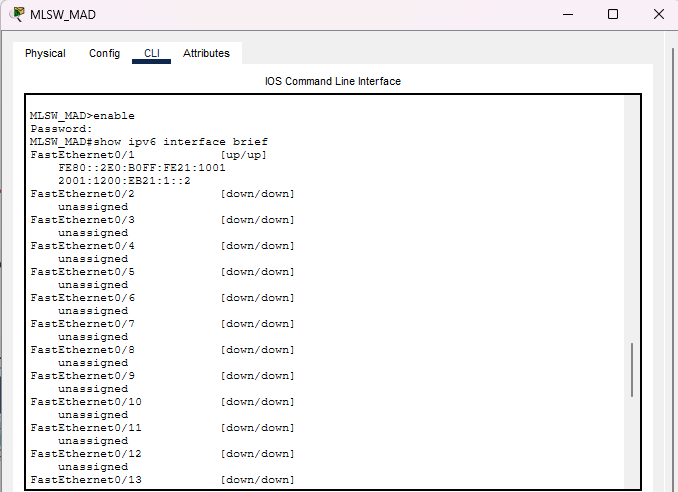 MLSW_MAD
Physical Config CLI Attributes
IOS Command Line Interface
MLSW_MAD>enable
Password:
MLSW_MAD#show ipv6 interface brief
FastEthernet0/1 [up/up]
FE80::2E0:B0FF:FE21:1001
2001:1200:EB21:1::2
FastEthernet0/2 [down/down]
unassigned
FastEthernet0/3 [down/down]
unassigned
FastEthernet0/4 [down/down]
unassigned
FastEthernet0/5 [down/down]
unassigned
FastEthernet0/6 [down/down]
unassigned
FastEthernet0/7 [down/down]
unassigned
FastEthernet0/8 [down/down]
unassigned
FastEthernet0/9 [down/down]
unassigned
FastEthernet0/10 [down/down]
unassigned
FastEthernet0/11 [down/down]
unassigned
FastEthernet0/12 [down/down]
unassigned
FastEthernet0/13 [down/down]